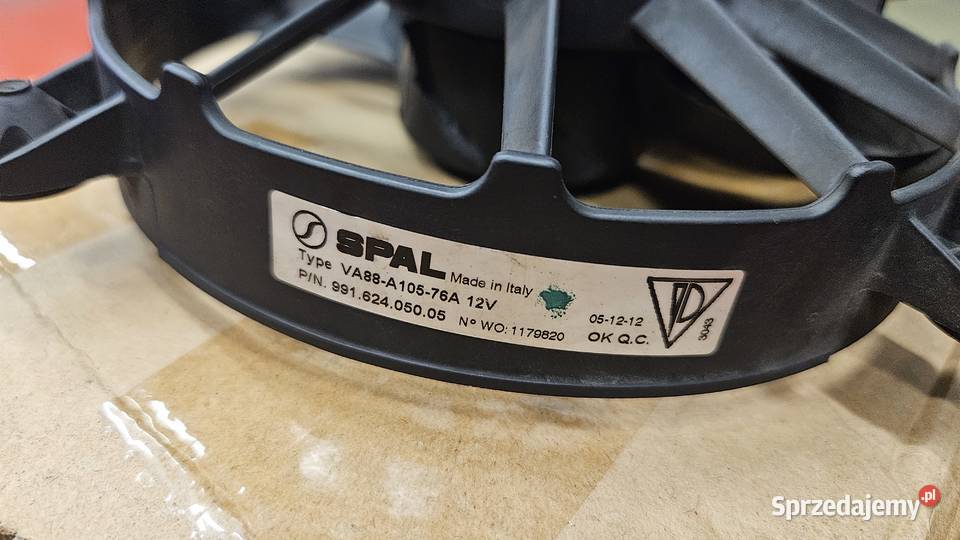 SPAL Made in Italy
Type VA88-A105-76A 12V
P/N. 991.624.050.05 N° WO: 1179820
05-12-12
OK Q.C.
3043
Sprzedajemy.pl